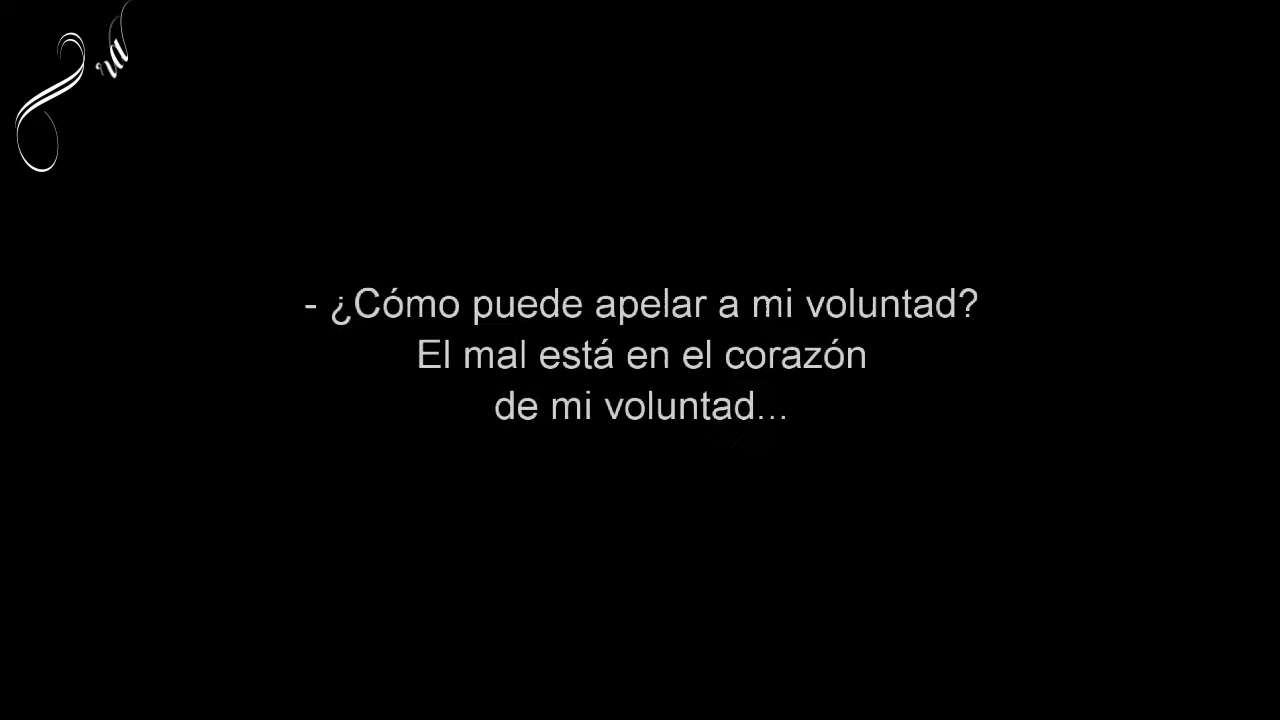 - ¿Cómo puede apelar a mi voluntad?
El mal está en el corazón
de mi voluntad...